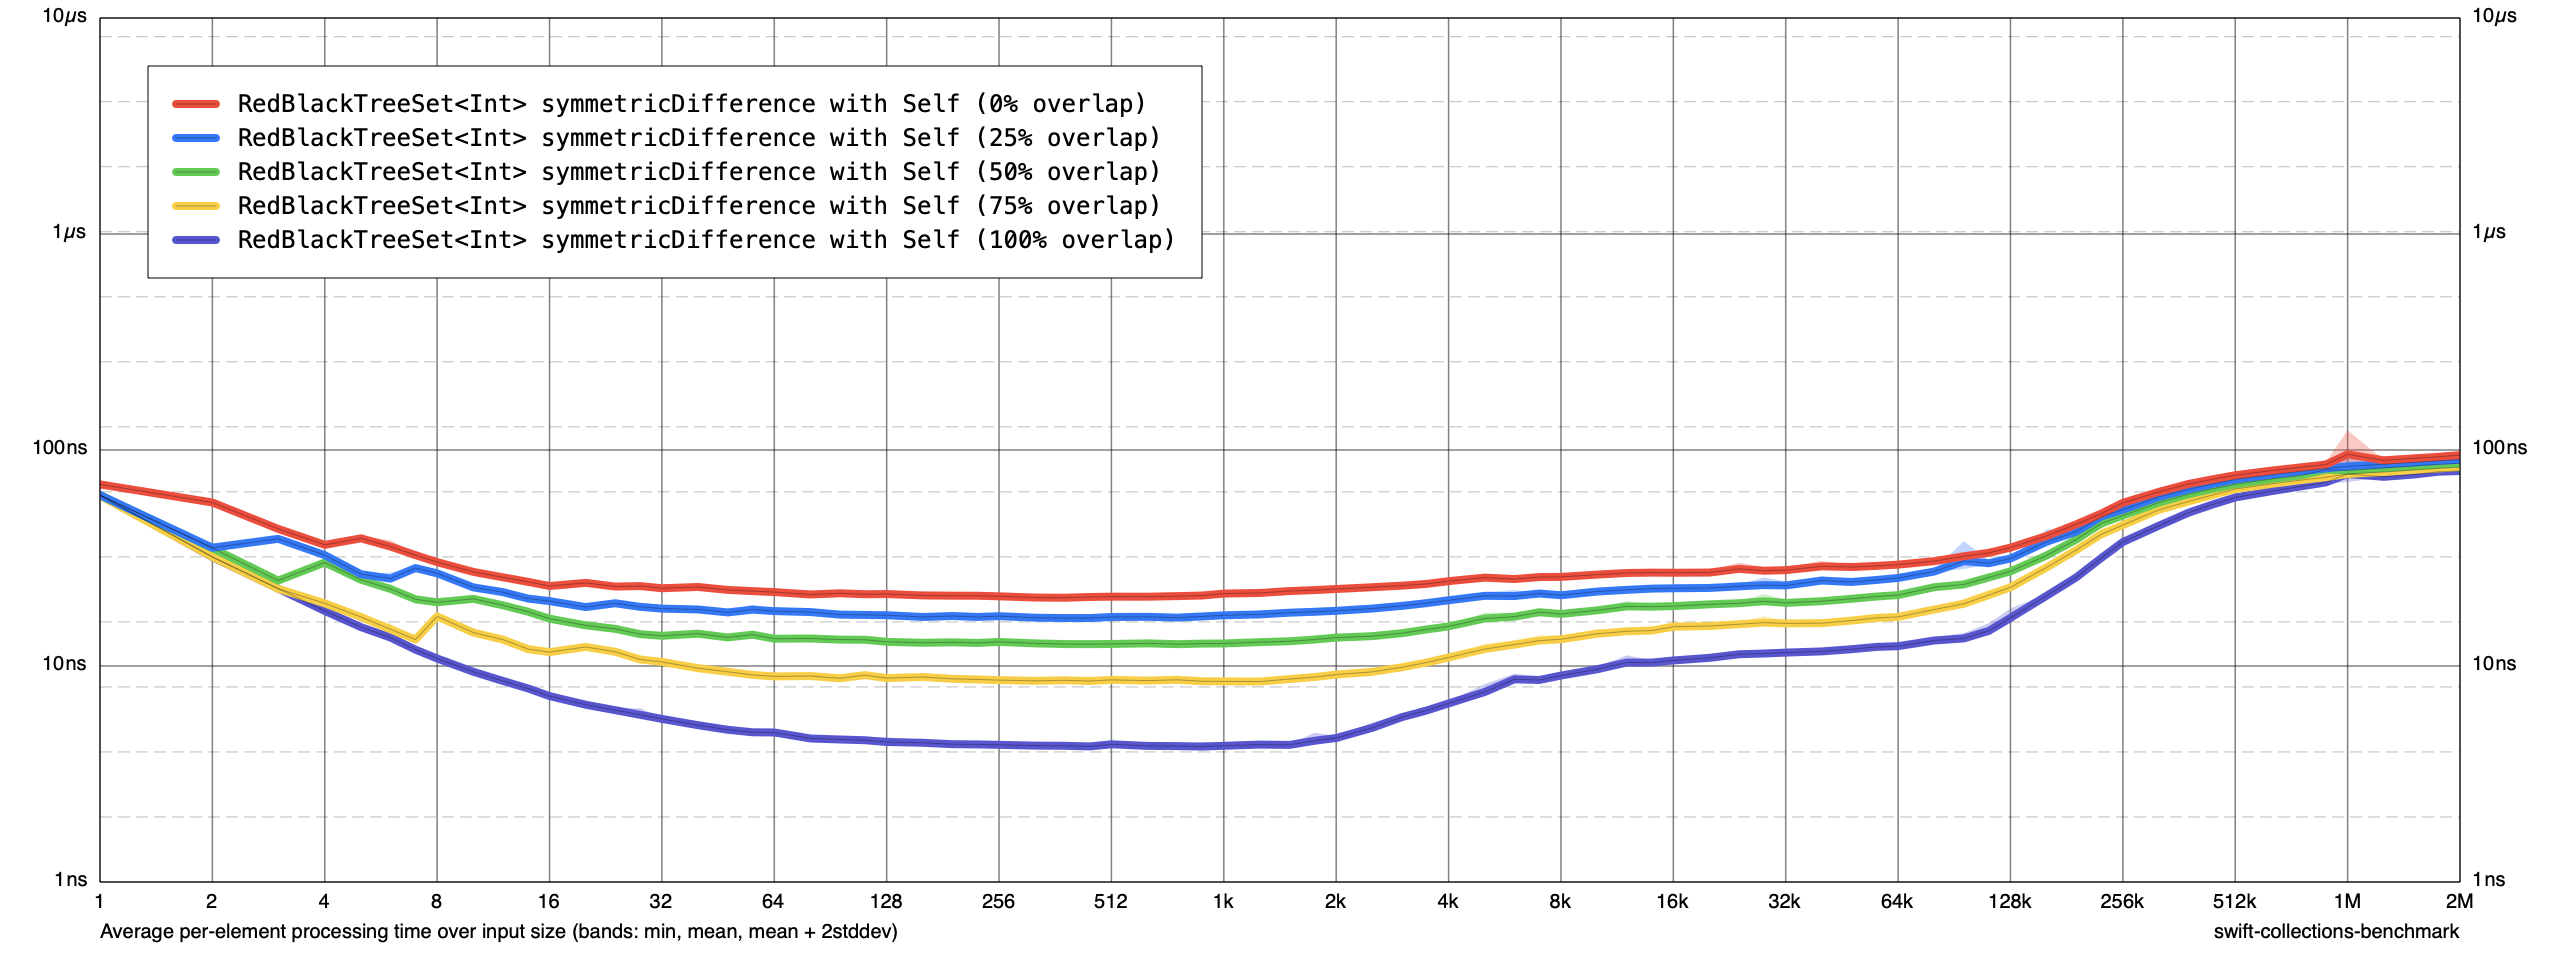 10µs
10µs
RedBlackTreeSet<Int> symmetricDifference with Self (0% overlap)
RedBlackTreeSet<Int> symmetricDifference with Self (25% overlap)
RedBlackTreeSet<Int> symmetricDifference with Self (50% overlap)
RedBlackTreeSet<Int> symmetricDifference with Self (75% overlap)
RedBlackTreeSet<Int> symmetricDifference with Self (100% overlap)
1µs
1µs
100ns
100ns
10ns
10ns
1ns
1ns
1 2 4 8 16 32 64 128 256 512 1k 2k 4k 8k 16k 32k 64k 128k 256k 512k 1M 2M
Average per-element processing time over input size (bands: min, mean, mean + 2stddev)
swift-collections-benchmark